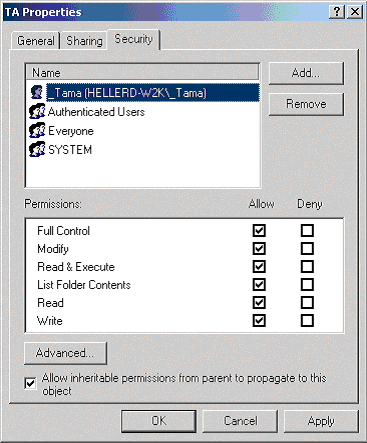 TA Properties
General Sharing Security
Name
_Tama (HELLERD-W2K\_Tama)
Authenticated Users
Everyone
SYSTEM
Add...
Remove
Permissions: Allow Deny
Full Control
Modify
Read & Execute
List Folder Contents
Read
Write
Advanced...
Allow inheritable permissions from parent to propagate to this
object
OK Cancel Apply